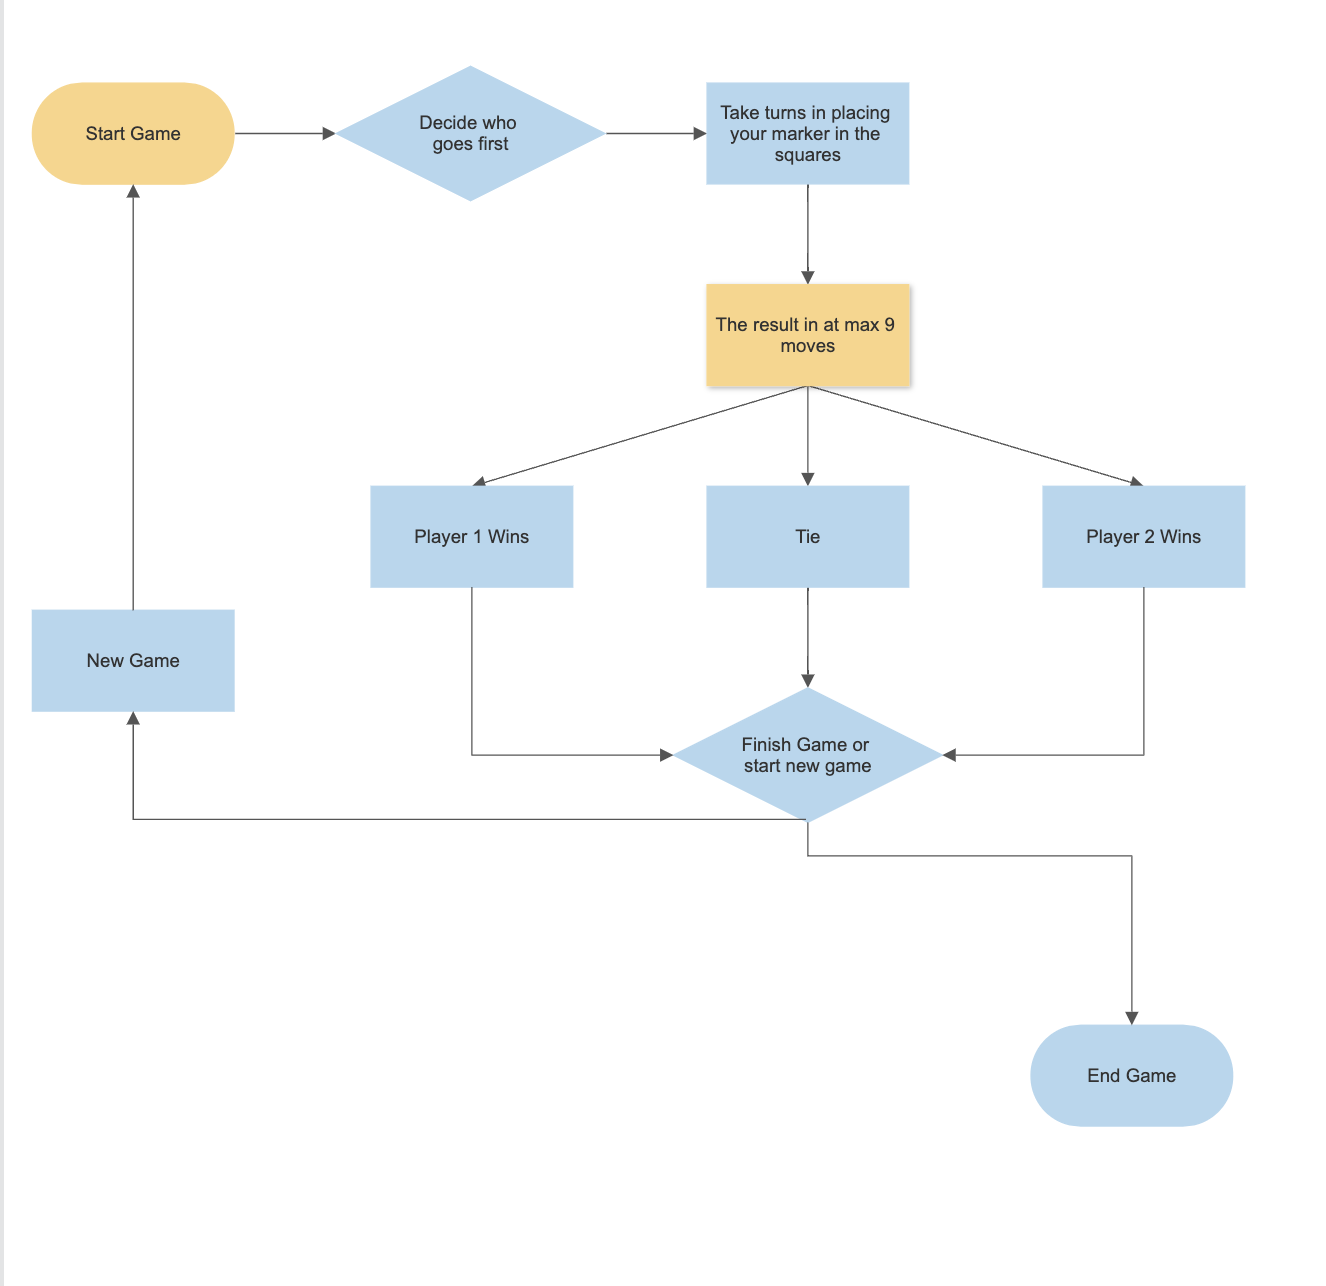 Start Game
Decide who
goes first
Take turns in placing
your marker in the
squares
The result in at max 9
moves
Player 1 Wins
Tie
Player 2 Wins
New Game
Finish Game or
start new game
End Game